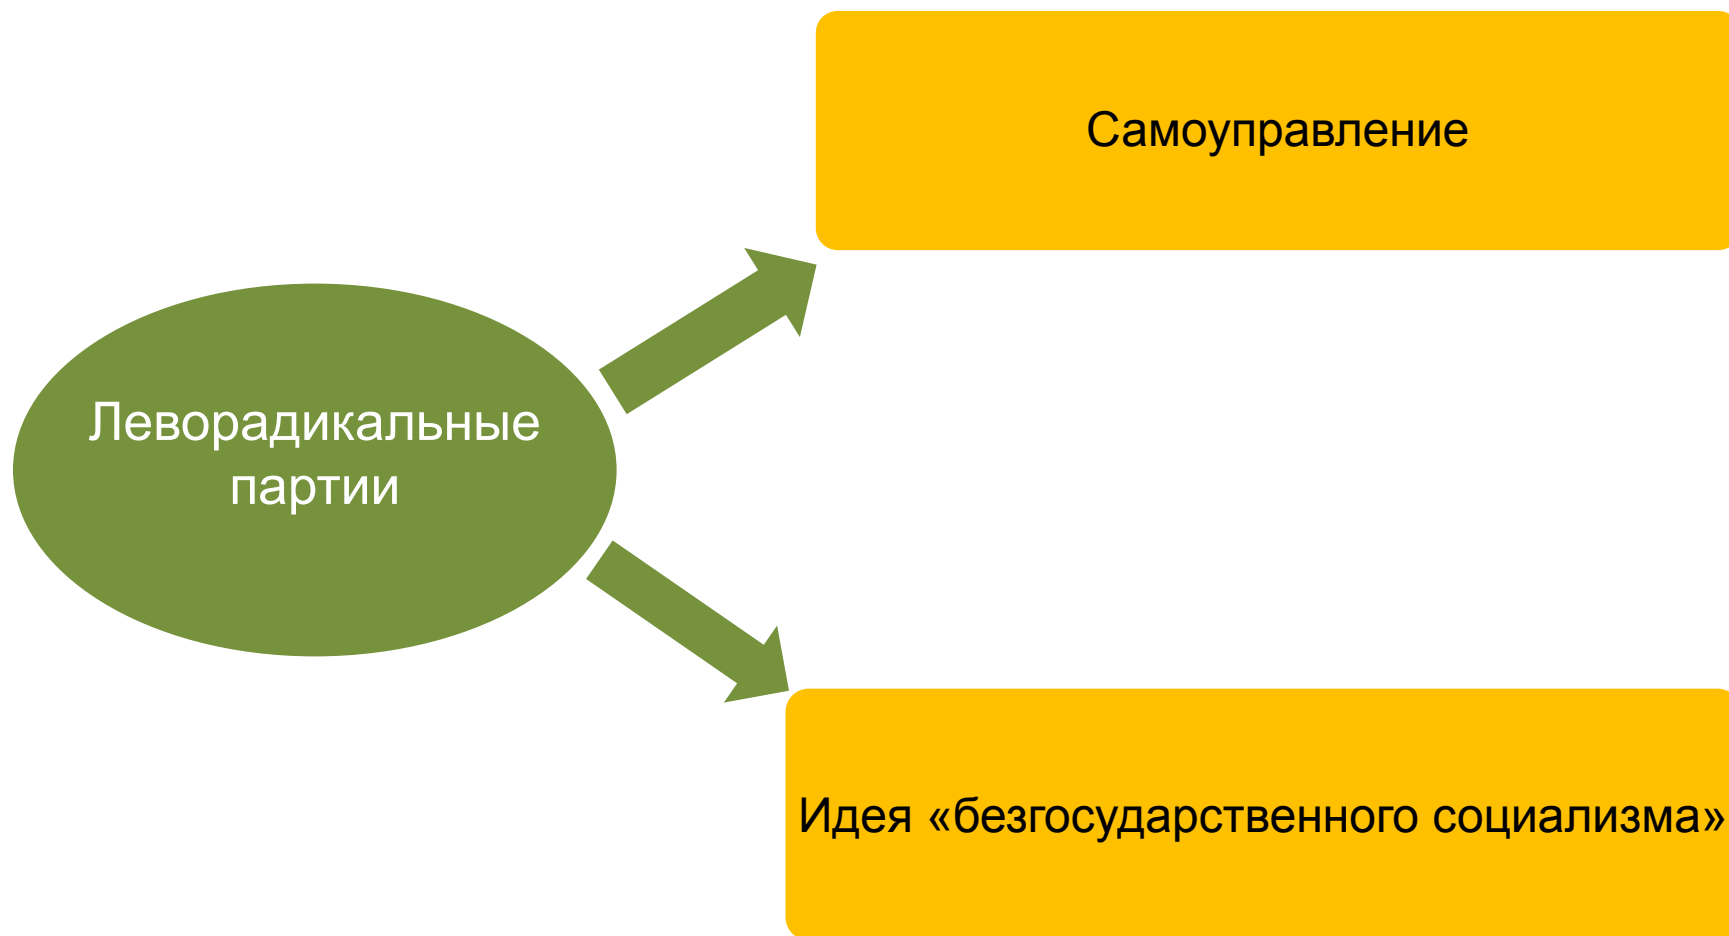 Самоуправление
Леворадикальные
партии
Идея «безгосударственного социализма»